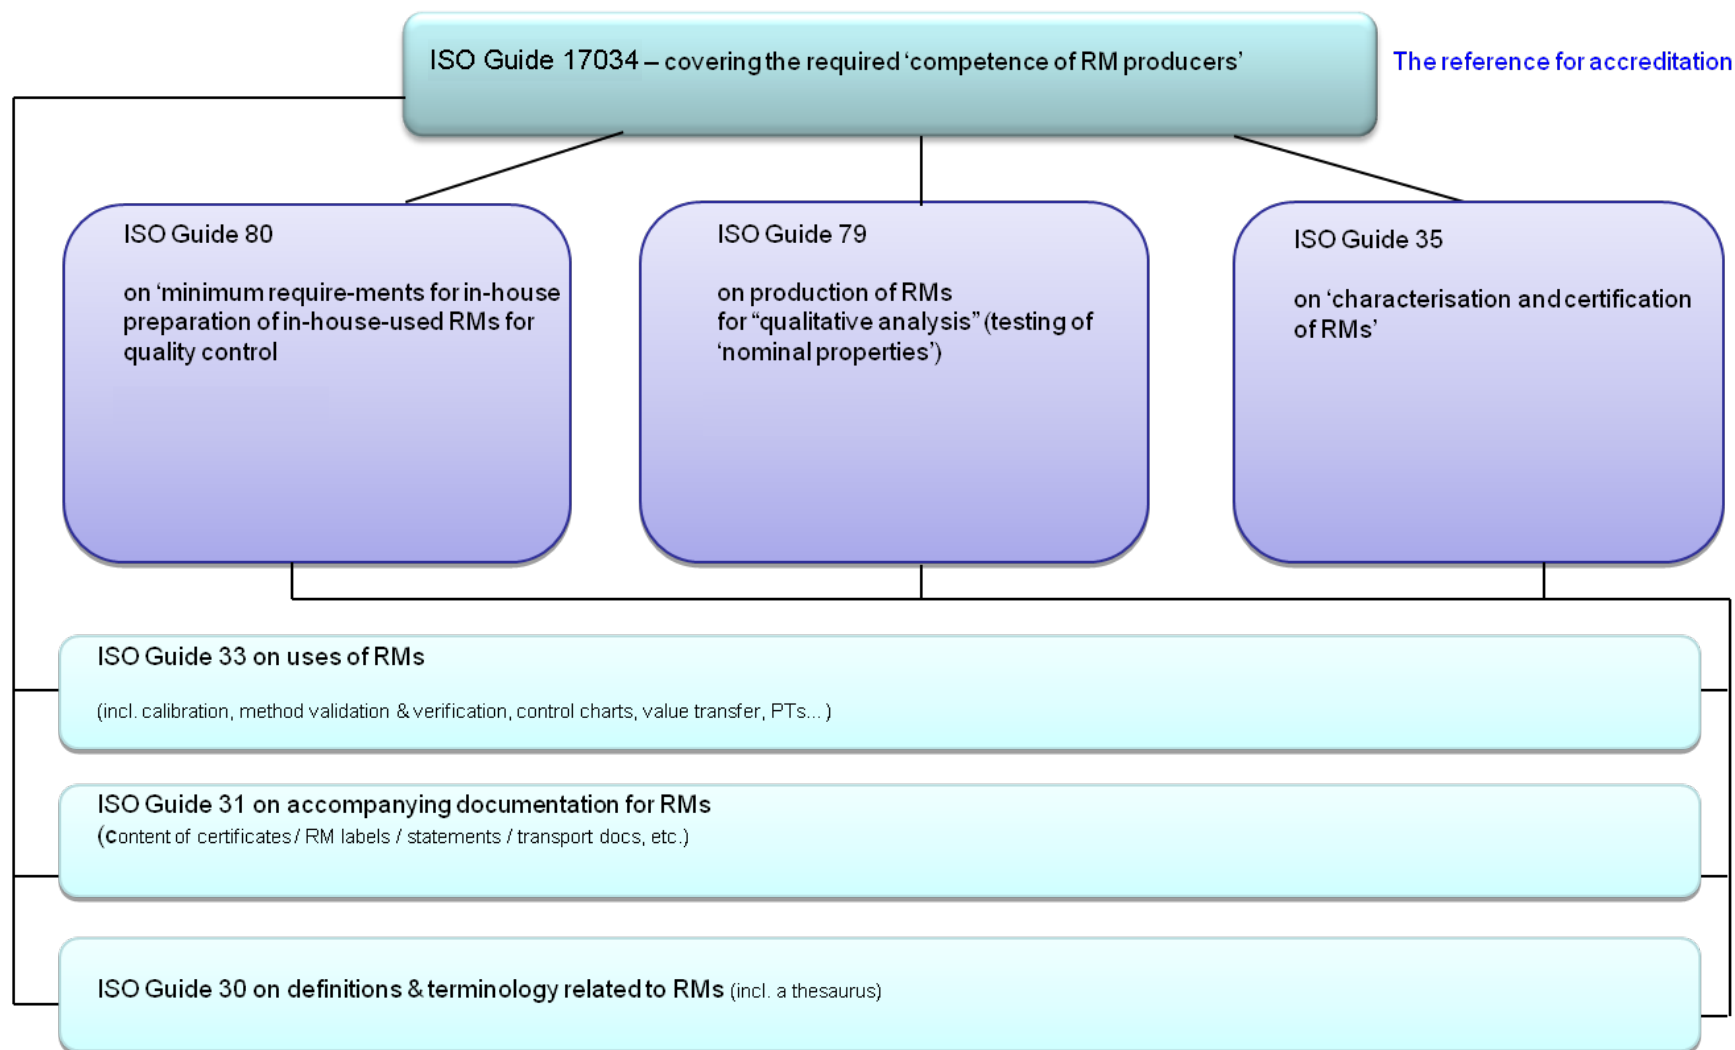 ISO Guide 17034 – covering the required ‘competence of RM producers’
The reference for accreditation
ISO Guide 80
on ‘minimum require-ments for in-house
preparation of in-house-used RMs for
quality control
ISO Guide 79
on production of RMs
for “qualitative analysis” (testing of
‘nominal properties’)
ISO Guide 35
on ‘characterisation and certification
of RMs’
ISO Guide 33 on uses of RMs
(incl. calibration, method validation & verification, control charts, value transfer, PTs... )
ISO Guide 31 on accompanying documentation for RMs
(content of certificates / RM labels / statements / transport docs, etc.)
ISO Guide 30 on definitions & terminology related to RMs (incl. a thesaurus)